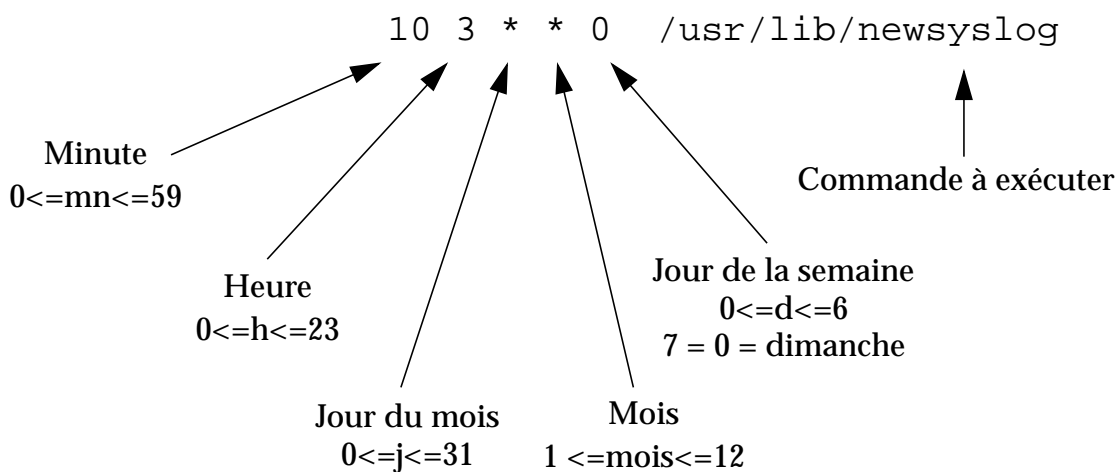 10 3 * * 0 /usr/lib/newsyslog
Minute
0<=mn<=59
Commande à exécuter
Heure
0<=h<=23
Jour de la semaine
0<=d<=6
7 = 0 = dimanche
Jour du mois
0<=j<=31
Mois
1 <=mois<=12